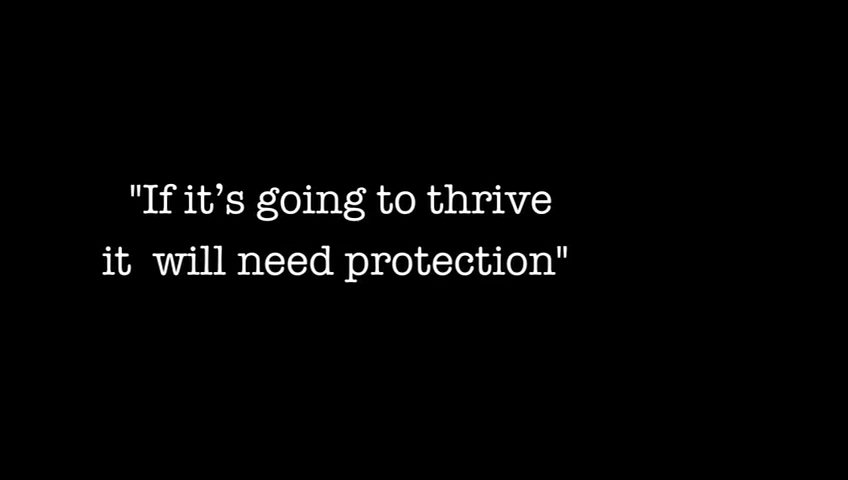 "If it’s going to thrive
it  will need protection"